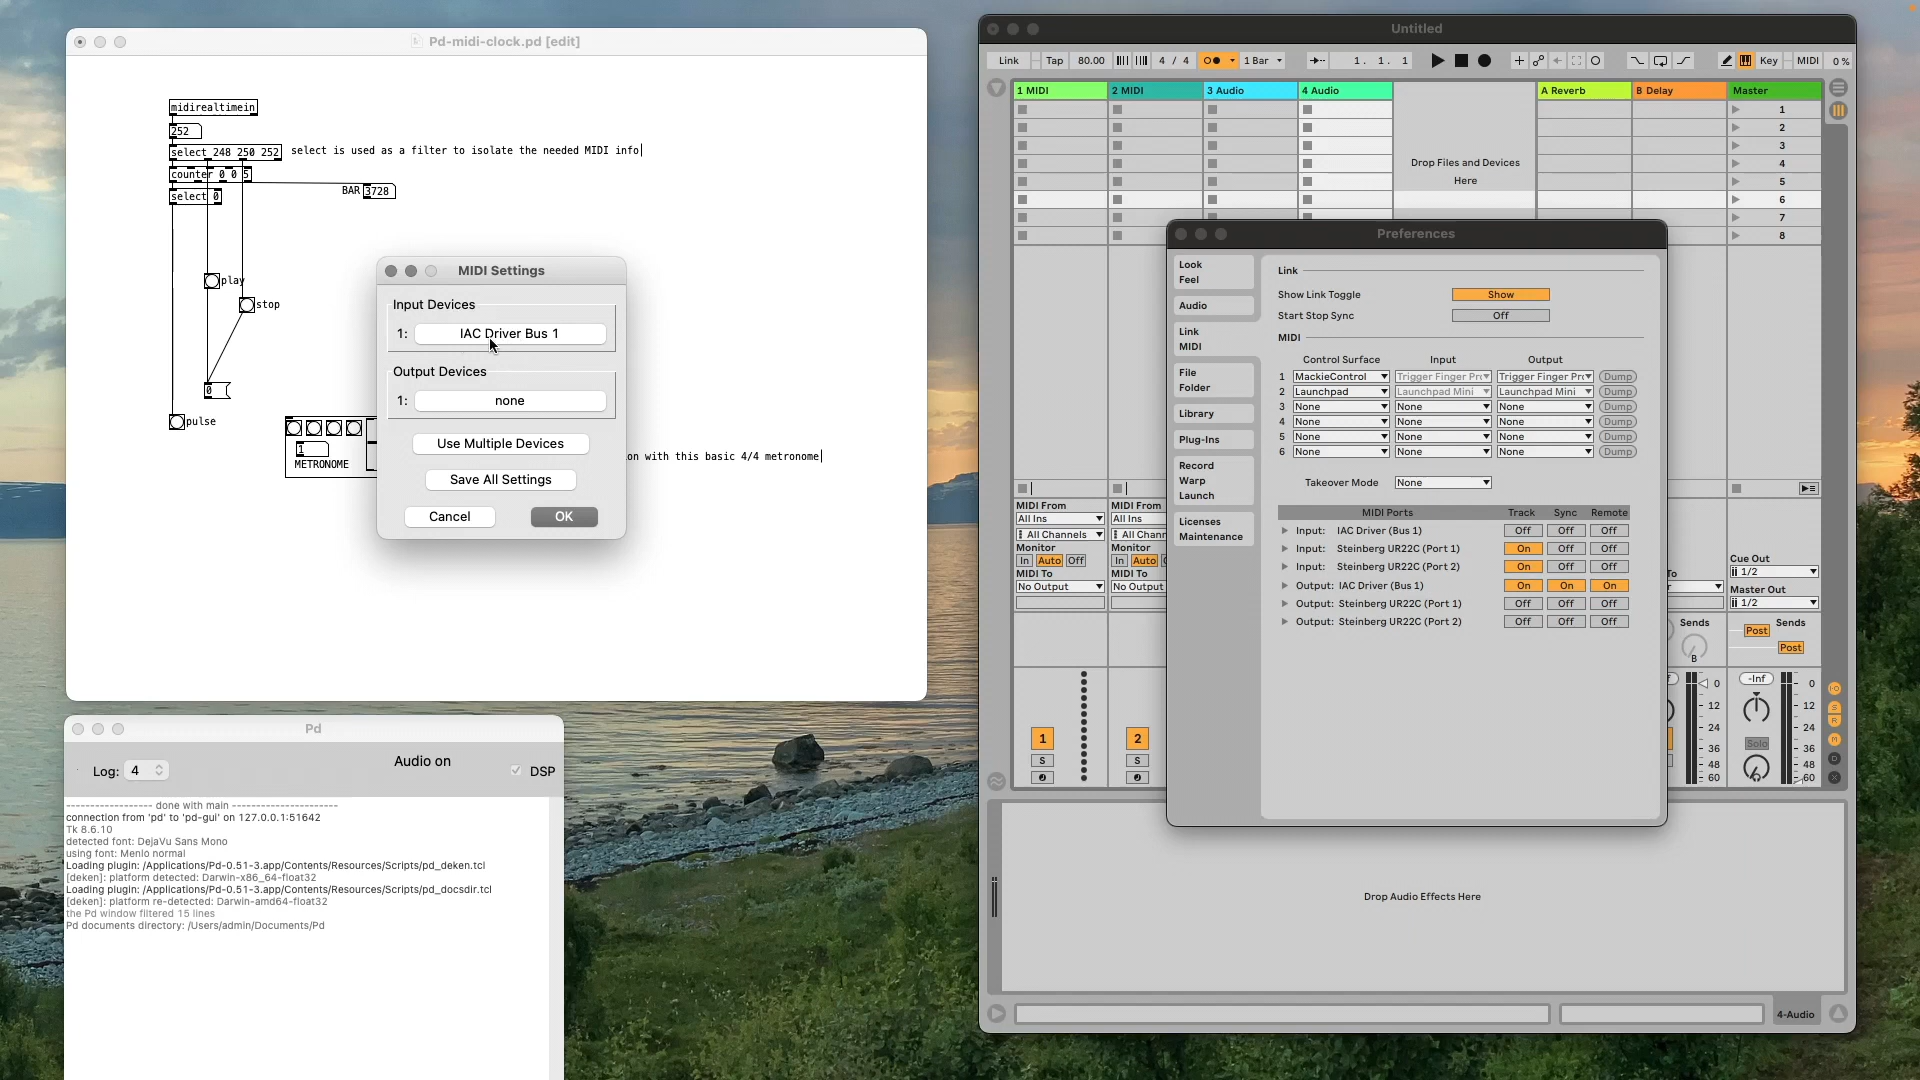 Pd-midi-clock.pd [edit]
midirealtimein
252
select 248 250 252
select is used as a filter to isolate the needed MIDI info
counter 0 0 5
BAR 3728
select 0
play
stop
0
pulse
1
METRONOME
on with this basic 4/4 metronome
MIDI Settings
Input Devices
1: IAC Driver Bus 1
Output Devices
1: none
Use Multiple Devices
Save All Settings
Cancel OK
Pd
Log: 4
Audio on
DSP
------------------ done with main ----------------------
connection from 'pd' to 'pd-gui' on 127.0.0.1:51642
Tk 8.6.10
detected font: DejaVu Sans Mono
using font: Menlo normal
Loading plugin: /Applications/Pd-0.51-3.app/Contents/Resources/Scripts/pd_deken.tcl
[deken]: platform detected: Darwin-x86_64-float32
Loading plugin: /Applications/Pd-0.51-3.app/Contents/Resources/Scripts/pd_docsdir.tcl
[deken]: platform re-detected: Darwin-amd64-float32
the Pd window filtered 15 lines
Pd documents directory: /Users/admin/Documents/Pd
Untitled
Link Tap 80.00 4 / 4 1 Bar 1. 1. 1 Key MIDI 0 %
1 MIDI 2 MIDI 3 Audio 4 Audio A Reverb B Delay Master
1
2
3
4
5
6
7
8
Drop Files and Devices
Here
MIDI From MIDI From
All Ins All Ins
All Channels All Chann
Monitor Monitor
In Auto Off In Auto
MIDI To MIDI To
No Output No Output
1 2
S S
Preferences
Look
Feel
Audio
Link
MIDI
File
Folder
Library
Plug-Ins
Record
Warp
Launch
Licenses
Maintenance
Link
Show Link Toggle Show
Start Stop Sync Off
MIDI
Control Surface Input Output
1 MackieControl Trigger Finger Pro Trigger Finger Pro Dump
2 Launchpad Launchpad Mini Launchpad Mini Dump
3 None None None Dump
4 None None None Dump
5 None None None Dump
6 None None None Dump
Takeover Mode None
MIDI Ports Track Sync Remote
Input: IAC Driver (Bus 1) Off Off Off
Input: Steinberg UR22C (Port 1) On Off Off
Input: Steinberg UR22C (Port 2) On Off Off
Output: IAC Driver (Bus 1) On On On
Output: Steinberg UR22C (Port 1) Off Off Off
Output: Steinberg UR22C (Port 2) Off Off Off
Cue Out
1/2
Master Out
1/2
To
Sends Sends
Post
Post
B
-Inf
Solo
0 0
12 12
24 24
36 36
48 48
60 60
Drop Audio Effects Here
4-Audio